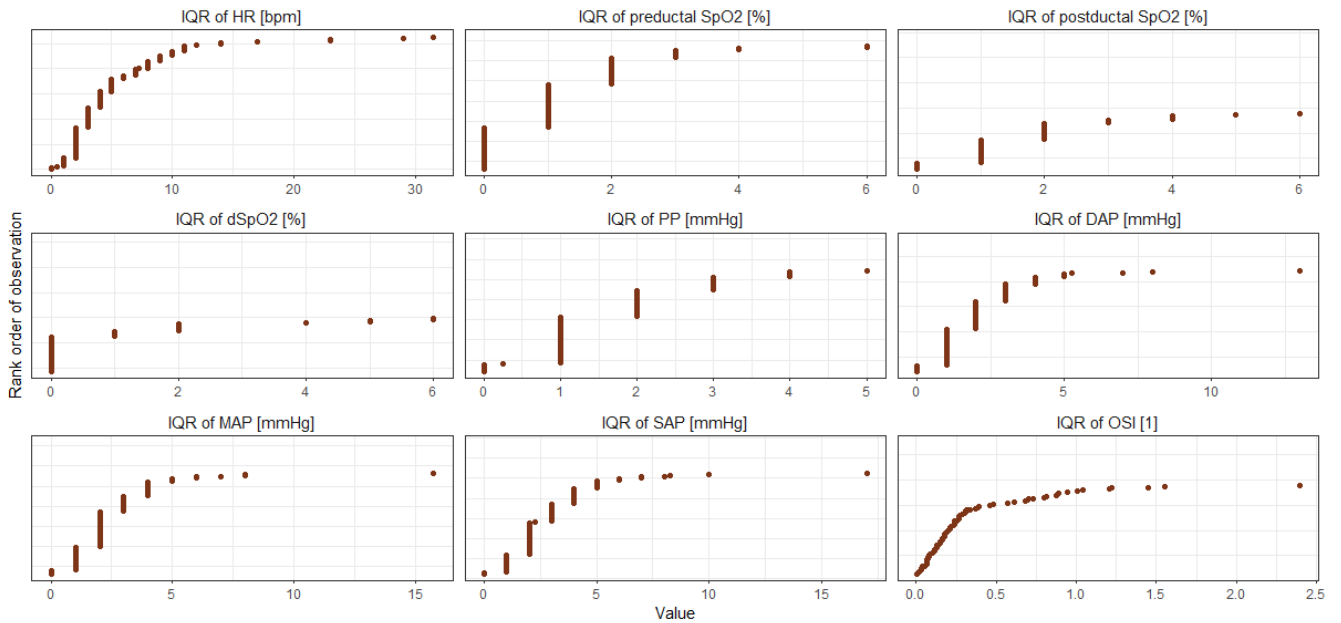 IQR of HR [bpm]
IQR of preductal SpO2 [%]
IQR of postductal SpO2 [%]
0 10 20 30
0 2 4 6
0 2 4 6
Rank order of observation
IQR of dSpO2 [%]
IQR of PP [mmHg]
IQR of DAP [mmHg]
0 2 4 6
0 1 2 3 4 5
0 5 10
IQR of MAP [mmHg]
IQR of SAP [mmHg]
IQR of OSI [1]
0 5 10 15
0 5 10 15
0.0 0.5 1.0 1.5 2.0 2.5
Value